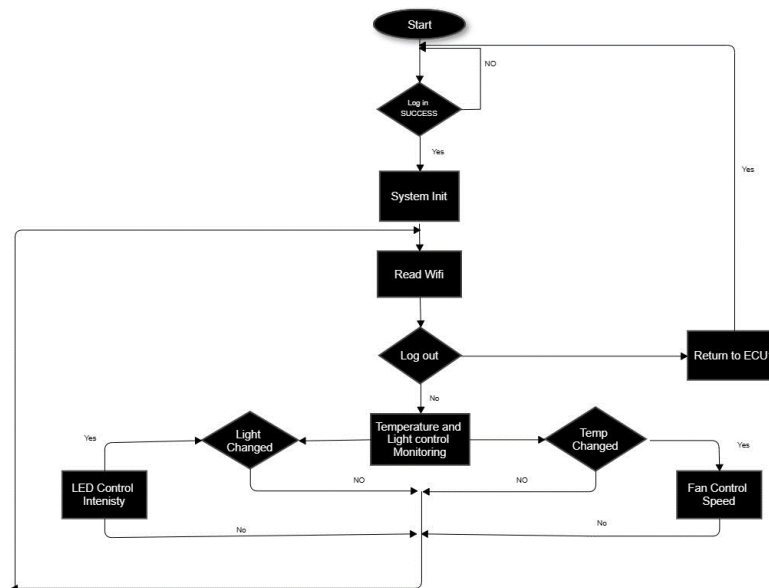 Start
NO
Log in
SUCCESS
Yes
Yes
System Init
Read Wifi
Log out
Return to ECU
No
Light
Changed
Temperature and
Light control
Monitoring
Temp
Changed
Yes
Yes
LED Control
Intenisty
NO
NO
Fan Control
Speed
No
No